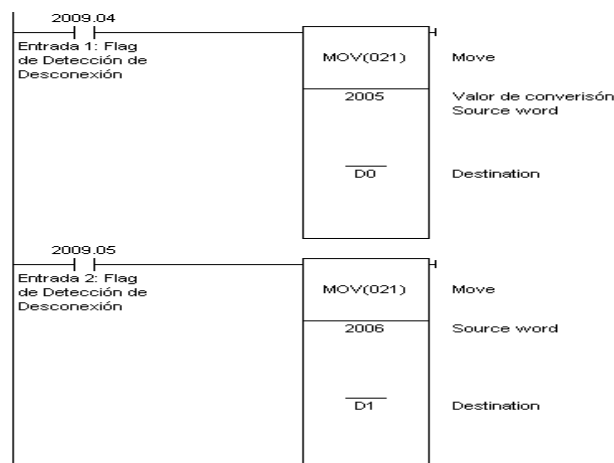 2009.04
Entrada 1: Flag
de Detección de
Desconexión
MOV(021)
Move
2005
Valor de converisón
Source word
D0
Destination
2009.05
Entrada 2: Flag
de Detección de
Desconexión
MOV(021)
Move
2006
Source word
D1
Destination